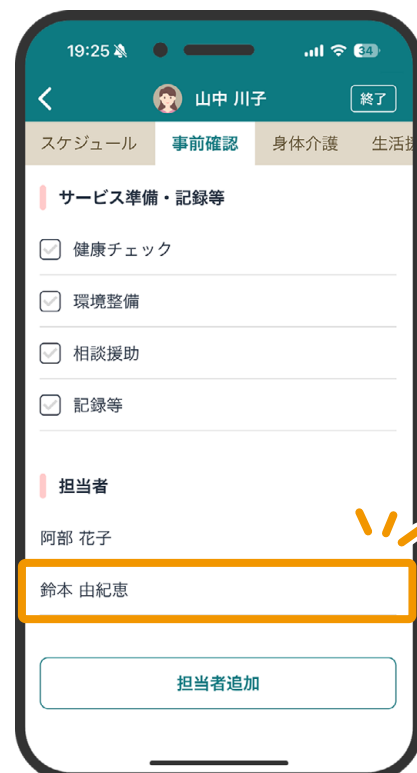 19:25
34
山中 川子
終了
スケジュール 事前確認 身体介護 生活援
サービス準備・記録等
健康チェック
環境整備
相談援助
記録等
担当者
阿部 花子
鈴本 由紀恵
担当者追加